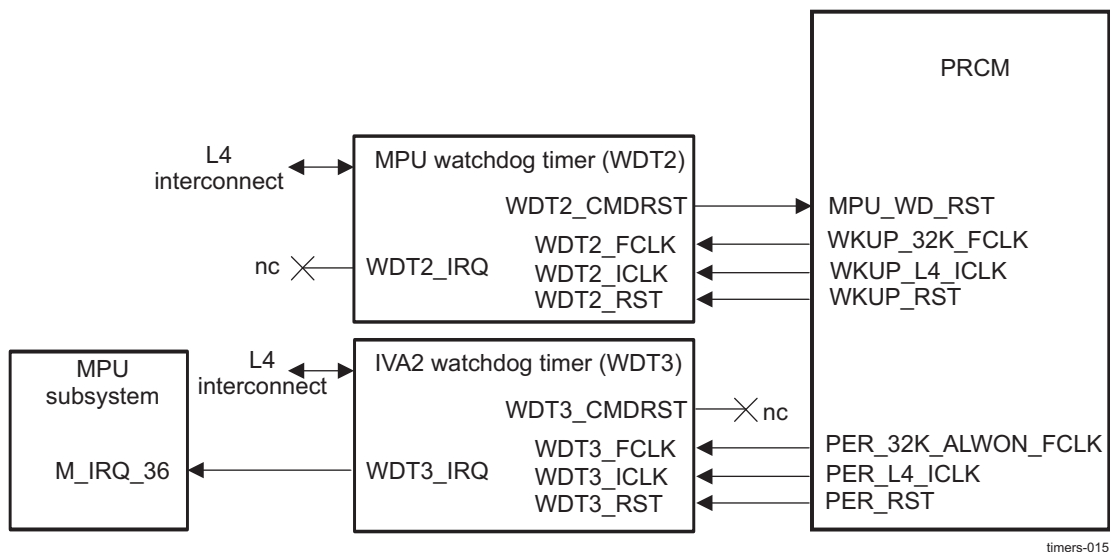 PRCM
L4
interconnect
MPU watchdog timer (WDT2)
WDT2_CMDRST
MPU_WD_RST
WDT2_FCLK
WKUP_32K_FCLK
nc
WDT2_IRQ
WDT2_ICLK
WKUP_L4_ICLK
WDT2_RST
WKUP_RST
MPU
subsystem
L4
interconnect
IVA2 watchdog timer (WDT3)
WDT3_CMDRST
nc
WDT3_FCLK
PER_32K_ALWON_FCLK
M_IRQ_36
WDT3_IRQ
WDT3_ICLK
PER_L4_ICLK
WDT3_RST
PER_RST
timers-015